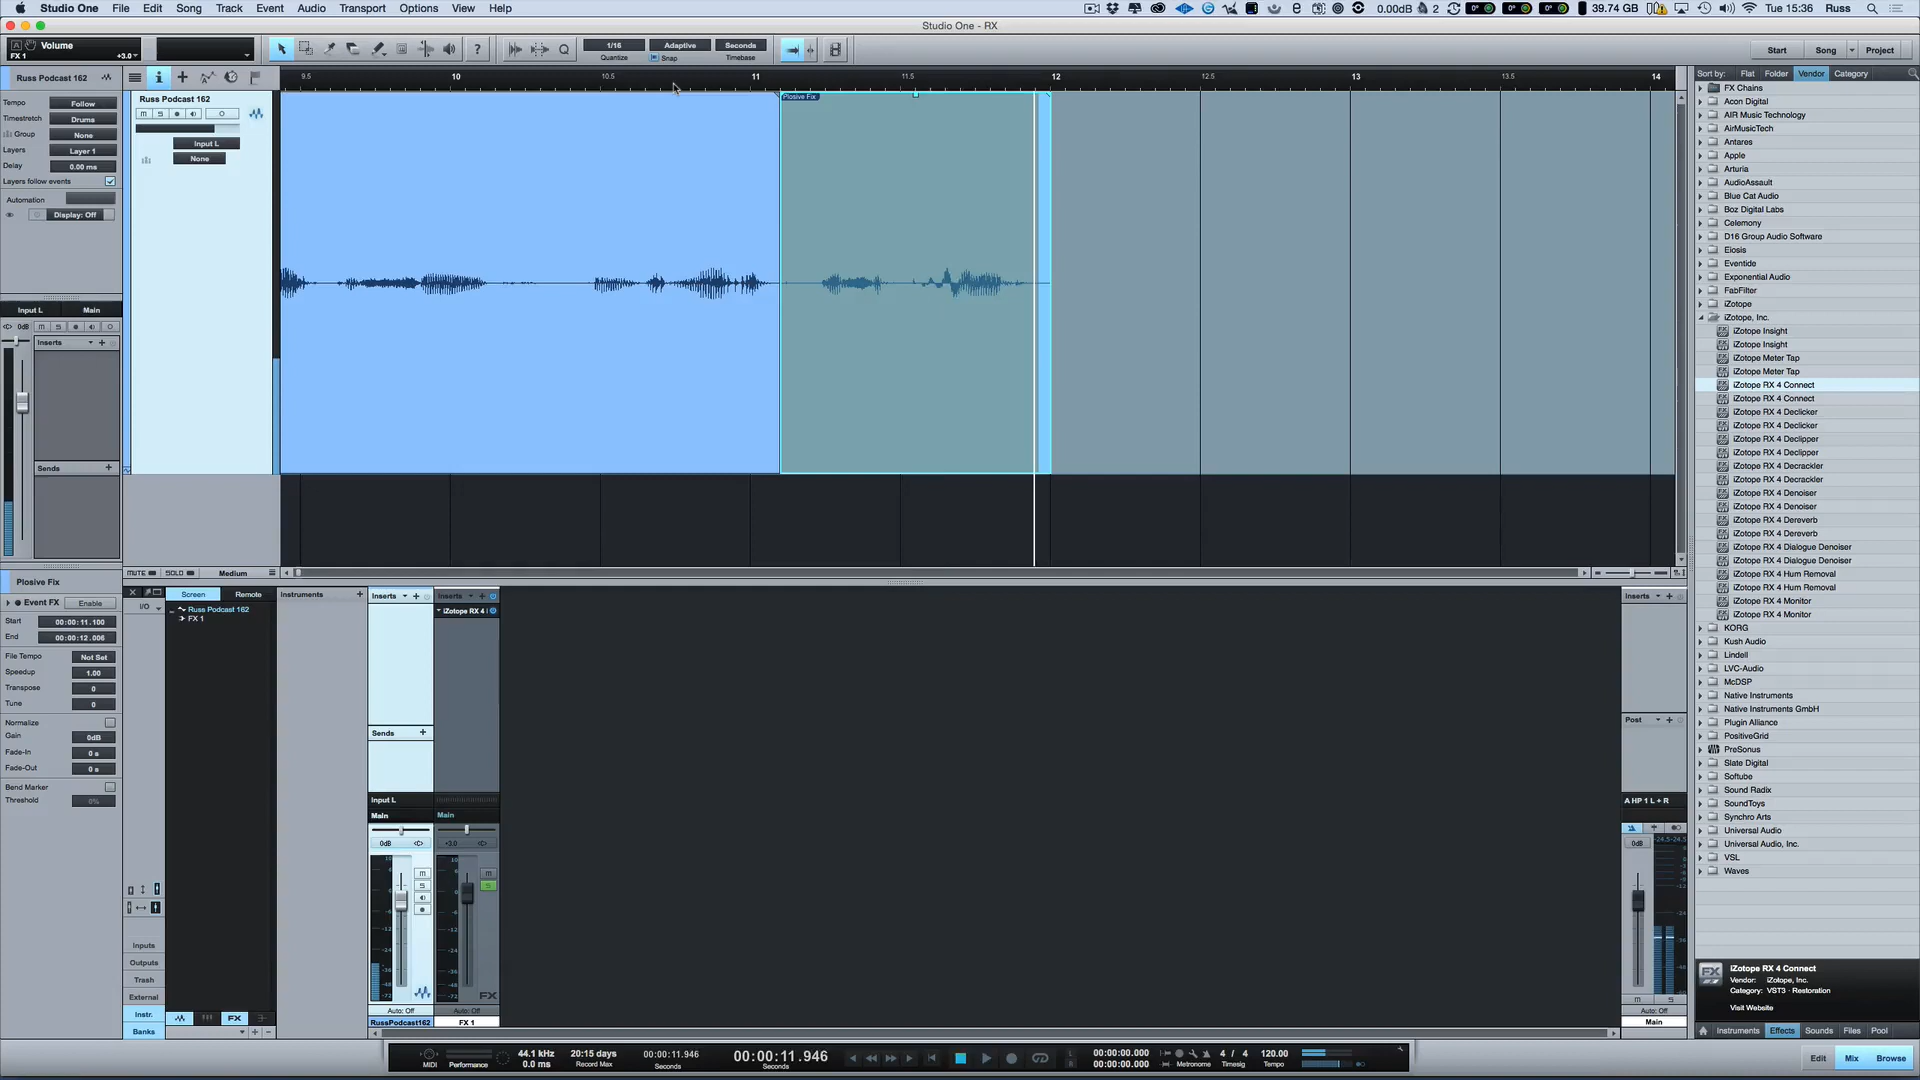 Studio One File Edit Song Track Event Audio Transport Options View Help
0.00dB 2 0° 0° 0° 39.74 GB Tue 15:36 Russ
Studio One - RX
Volume
FX 1 +3.0
1/16 Quantize
Adaptive Snap
Seconds Timebase
Start Song Project
Russ Podcast 162
9.5 10 10.5 11 11.5 12 12.5 13 13.5 14
Sort by: Flat Folder Vendor Category
Tempo Follow
Timestretch Drums
Group None
Layers Layer 1
Delay 0.00 ms
Layers follow events
Automation
Display: Off
Russ Podcast 162
M S
Input L
None
Plosive Fix
Input L Main
0dB M S
Inserts
Sends
MUTE SOLO Medium
Plosive Fix
Event FX Enable
Start 00:00:11.100
End 00:00:12.006
File Tempo Not Set
Speedup 1.00
Transpose 0
Tune 0
Normalize
Gain 0dB
Fade-In 0 s
Fade-Out 0 s
Bend Marker
Threshold 0%
I/O
Screen Remote
Russ Podcast 162
FX 1
Inputs
Outputs
Trash
External
Instr.
Banks
FX
Instruments
Inserts
Inserts
iZotope RX 4
Sends
Input L
Main Main
0dB +3.0
M M
S S
FX
Auto: Off Auto: Off
RussPodcast162 FX 1
Inserts
Post
A HP 1 L + R
0dB -24.5 -24.5
M S
Auto: Off
Main
FX Chains
Acon Digital
AIR Music Technology
AirMusicTech
Antares
Apple
Arturia
AudioAssault
Blue Cat Audio
Boz Digital Labs
Celemony
D16 Group Audio Software
Eiosis
Eventide
Exponential Audio
FabFilter
iZotope
iZotope, Inc.
iZotope Insight
iZotope Insight
iZotope Meter Tap
iZotope Meter Tap
iZotope RX 4 Connect
iZotope RX 4 Connect
iZotope RX 4 Declicker
iZotope RX 4 Declicker
iZotope RX 4 Declipper
iZotope RX 4 Declipper
iZotope RX 4 Decrackler
iZotope RX 4 Decrackler
iZotope RX 4 Denoiser
iZotope RX 4 Denoiser
iZotope RX 4 Dereverb
iZotope RX 4 Dereverb
iZotope RX 4 Dialogue Denoiser
iZotope RX 4 Dialogue Denoiser
iZotope RX 4 Hum Removal
iZotope RX 4 Hum Removal
iZotope RX 4 Monitor
iZotope RX 4 Monitor
KORG
Kush Audio
Lindell
LVC-Audio
McDSP
Native Instruments
Native Instruments GmbH
Plugin Alliance
PositiveGrid
PreSonus
Slate Digital
Softube
Sound Radix
SoundToys
Synchro Arts
Universal Audio
Universal Audio, Inc.
VSL
Waves
FX
iZotope RX 4 Connect
Vendor: iZotope, Inc.
Category: VST3 - Restoration
Visit Website
Instruments Effects Sounds Files Pool
MIDI Performance
44.1 kHz
0.0 ms
20:15 days
Record Max
00:00:11.946
Seconds
00:00:11.946
Seconds
L 00:00:00.000
R 00:00:00.000
Metronome
4 / 4
Timesig
120.00
Tempo
Edit Mix Browse